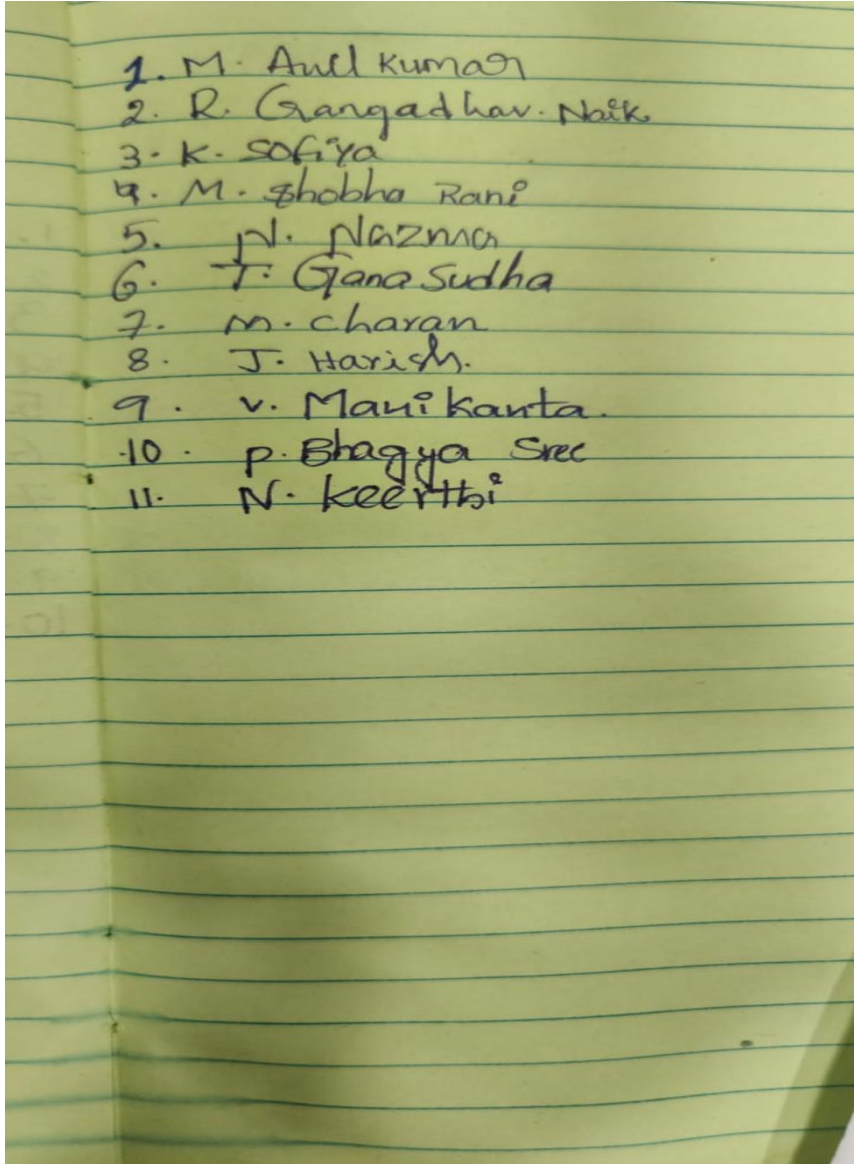 1. M. Anil Kumar
2. R. Gangadhar. Naik
3. K. Sofiya
4. M. Shobha Rani
5. N. Nazma
6. T. Gana Sudha
7. M. charan
8. J. Harish.
9. V. Manikanta.
10. P. Bhagya Sree
11. N. Keerthi